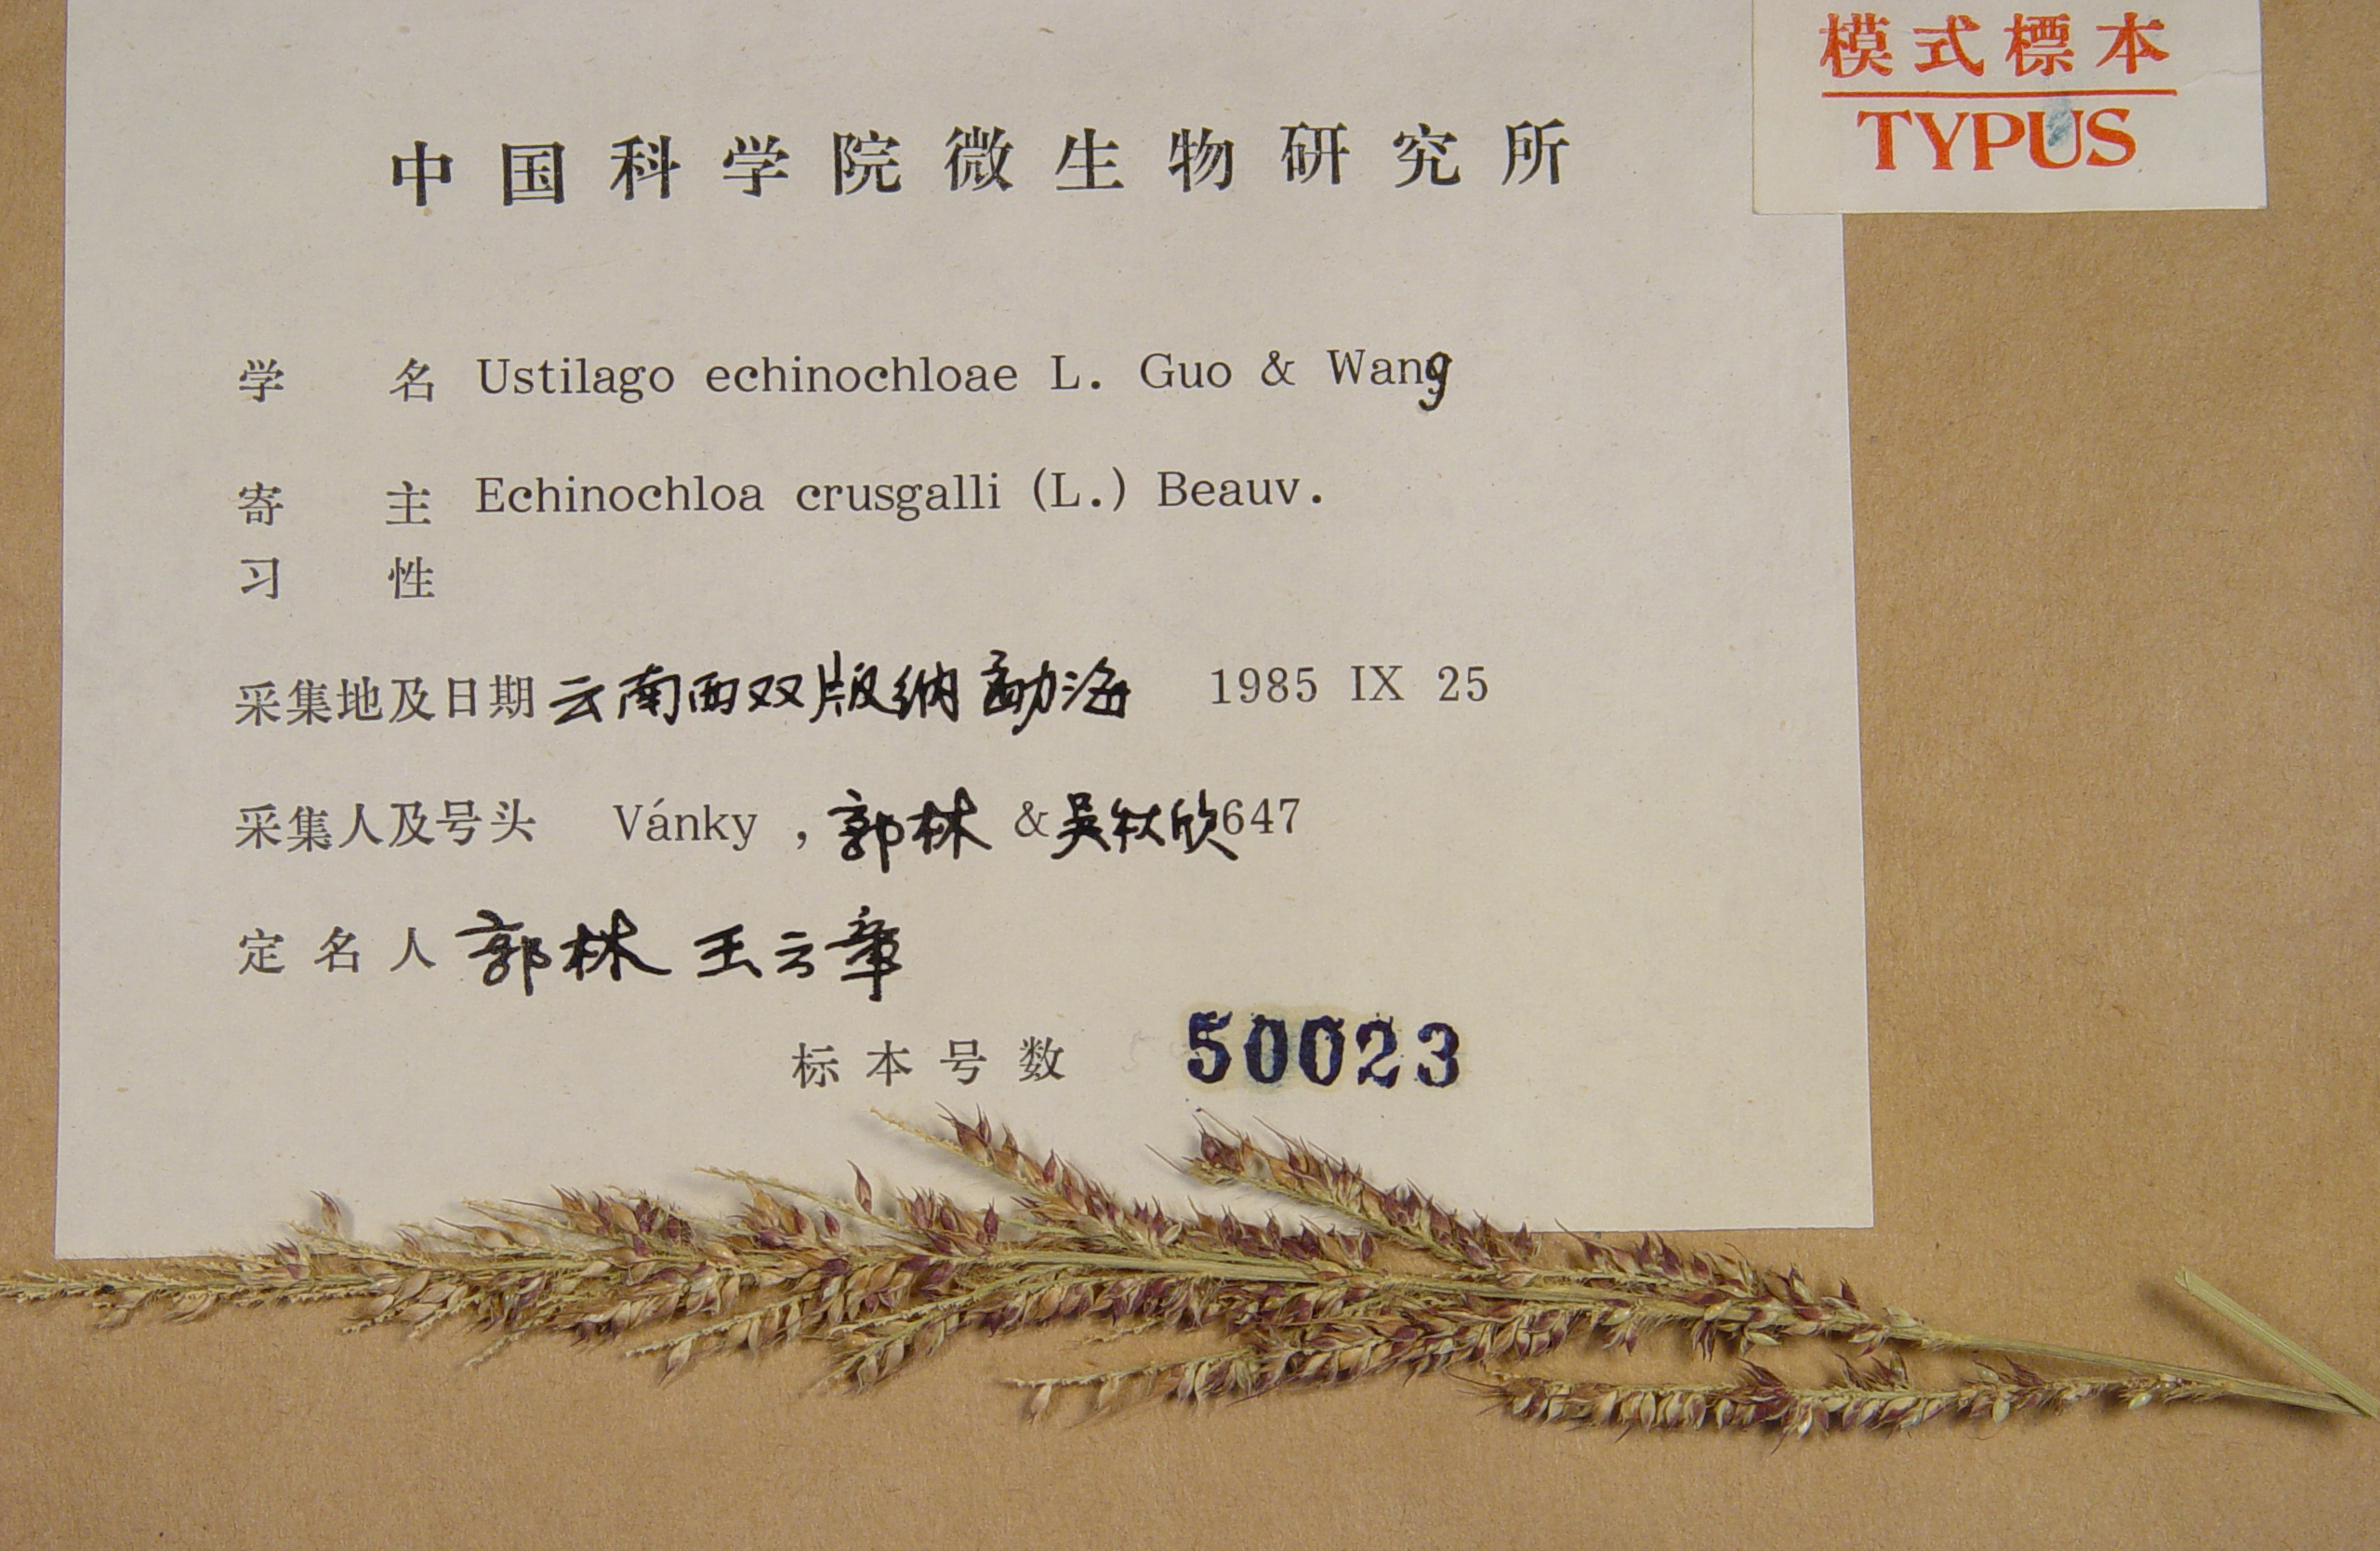 模式標本
TYPUS
中国科学院微生物研究所
学名 Ustilago echinochloae L. Guo & Wang
寄主 Echinochloa crusgalli (L.) Beauv.
习性
采集地及日期 云南西双版纳勐海 1985 IX 25
采集人及号头 Vánky , 郭林 & 吴秋欣 647
定名人 郭林 王云章
标本号数 50023